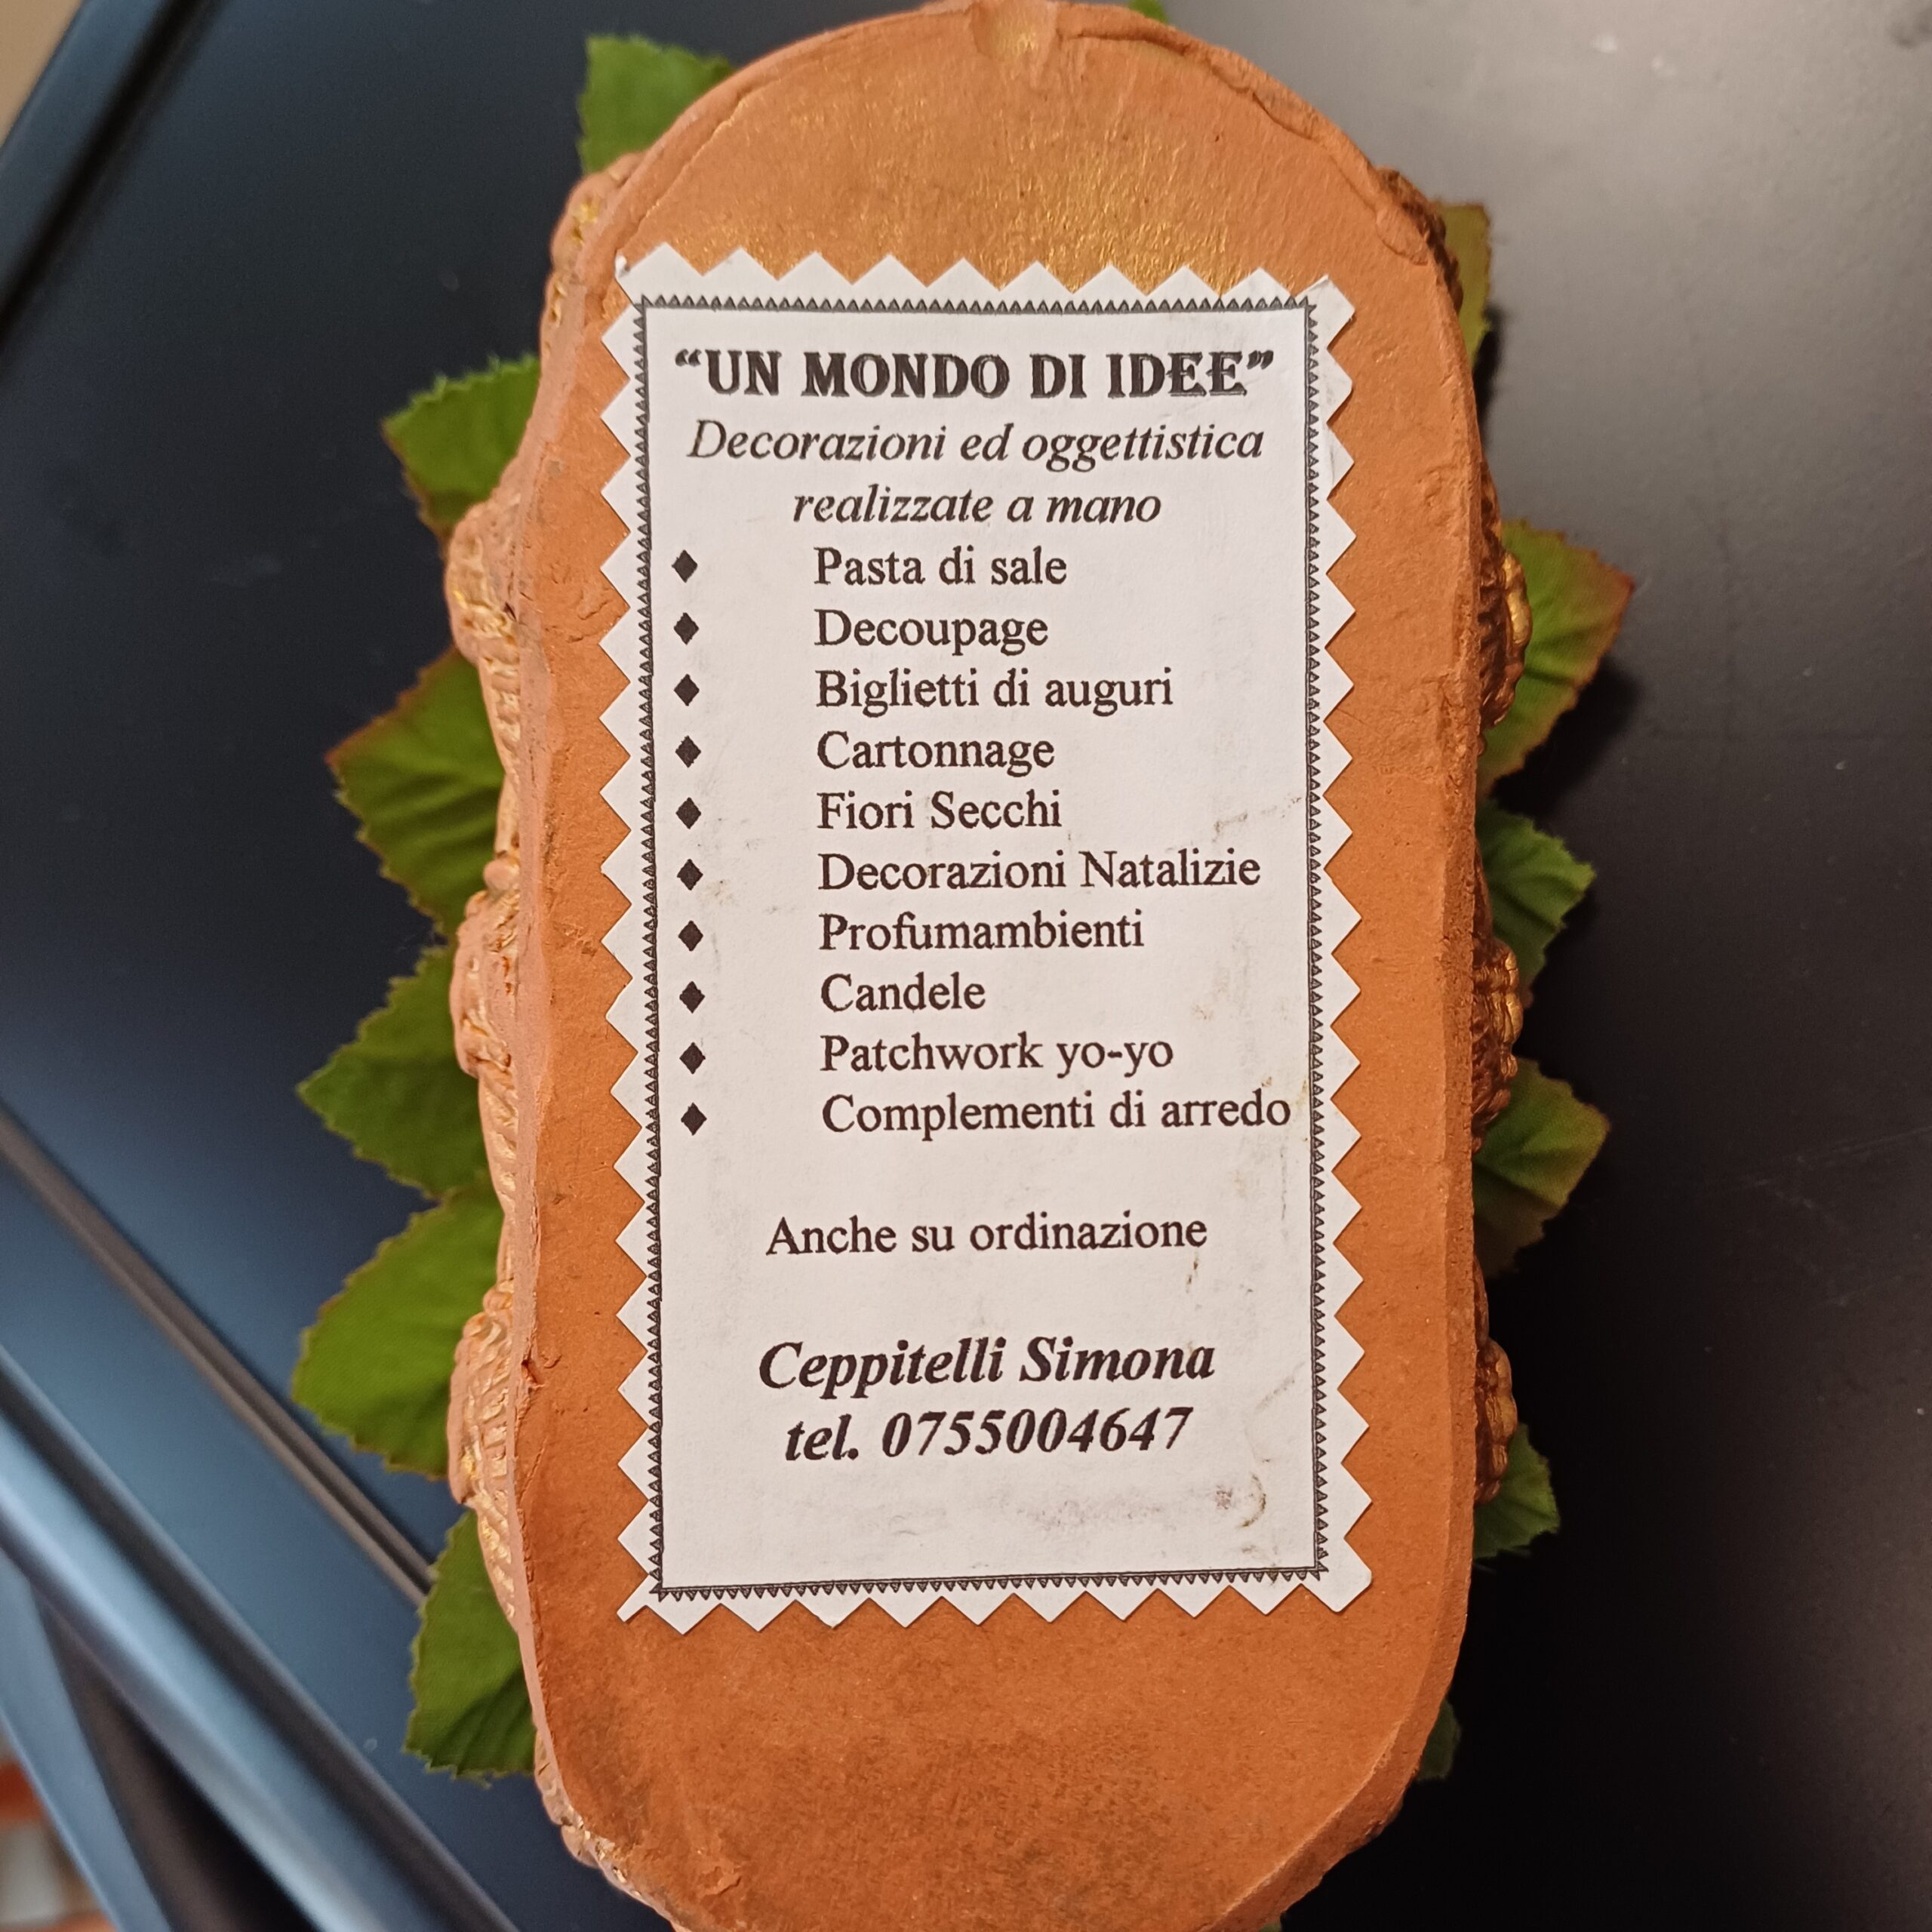 “UN MONDO DI IDEE”
Decorazioni ed oggettistica
realizzate a mano
♦ Pasta di sale
♦ Decoupage
♦ Biglietti di auguri
♦ Cartonnage
♦ Fiori Secchi
♦ Decorazioni Natalizie
♦ Profumambienti
♦ Candele
♦ Patchwork yo-yo
♦ Complementi di arredo
Anche su ordinazione
Ceppitelli Simona
tel. 0755004647